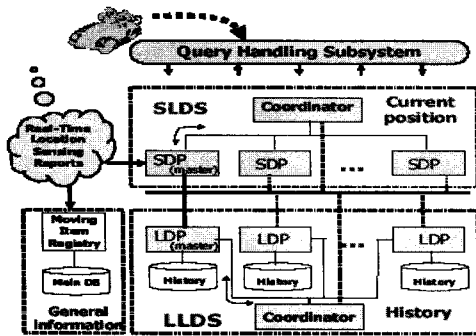 Query Handling Subsystem
SLDS
Coordinator
Current
position
Real-Time
Location
Sensing
Reports
SDP
(master)
SDP
SDP
...
Moving
Item
Registry
Main DB
General
information
LDP
(master)
LDP
...
LDP
History
History
History
LLDS
Coordinator
History